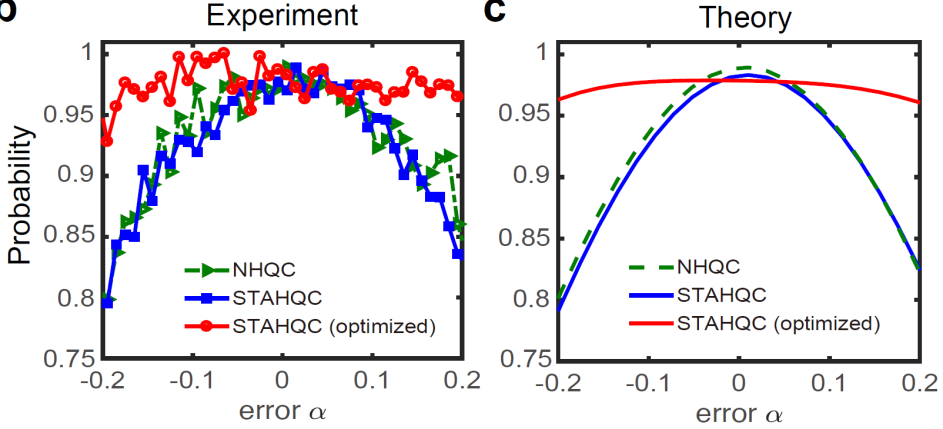 b
Experiment
Probability
1
0.95
0.9
0.85
0.8
0.75
-0.2
-0.1
0
0.1
0.2
error α
NHQC
STAHQC
STAHQC (optimized)
c
Theory
1
0.95
0.9
0.85
0.8
0.75
-0.2
-0.1
0
0.1
0.2
error α
NHQC
STAHQC
STAHQC (optimized)